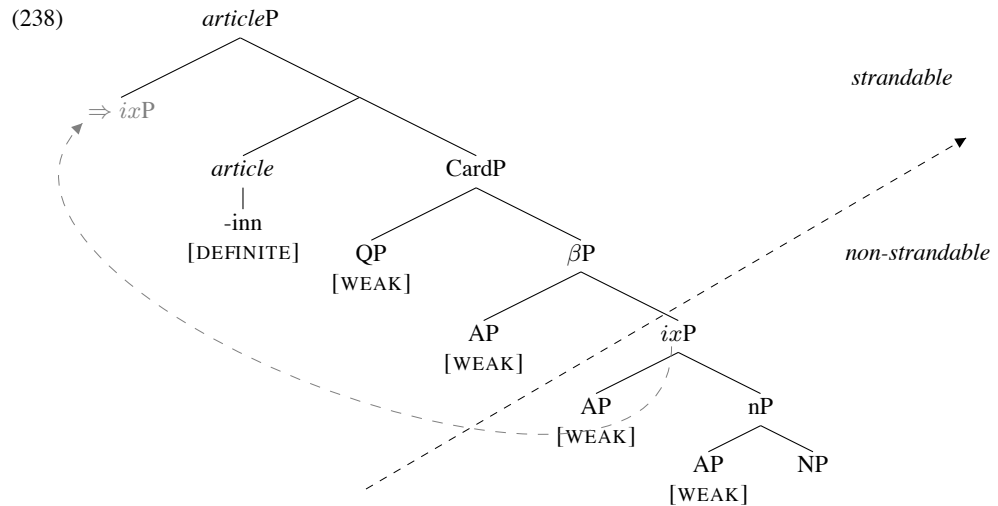 (238) articleP
strandable
⇒ ixP
article CardP
-inn
[DEFINITE] QP βP non-strandable
[WEAK]
AP ixP
[WEAK]
AP nP
[WEAK]
AP NP
[WEAK]